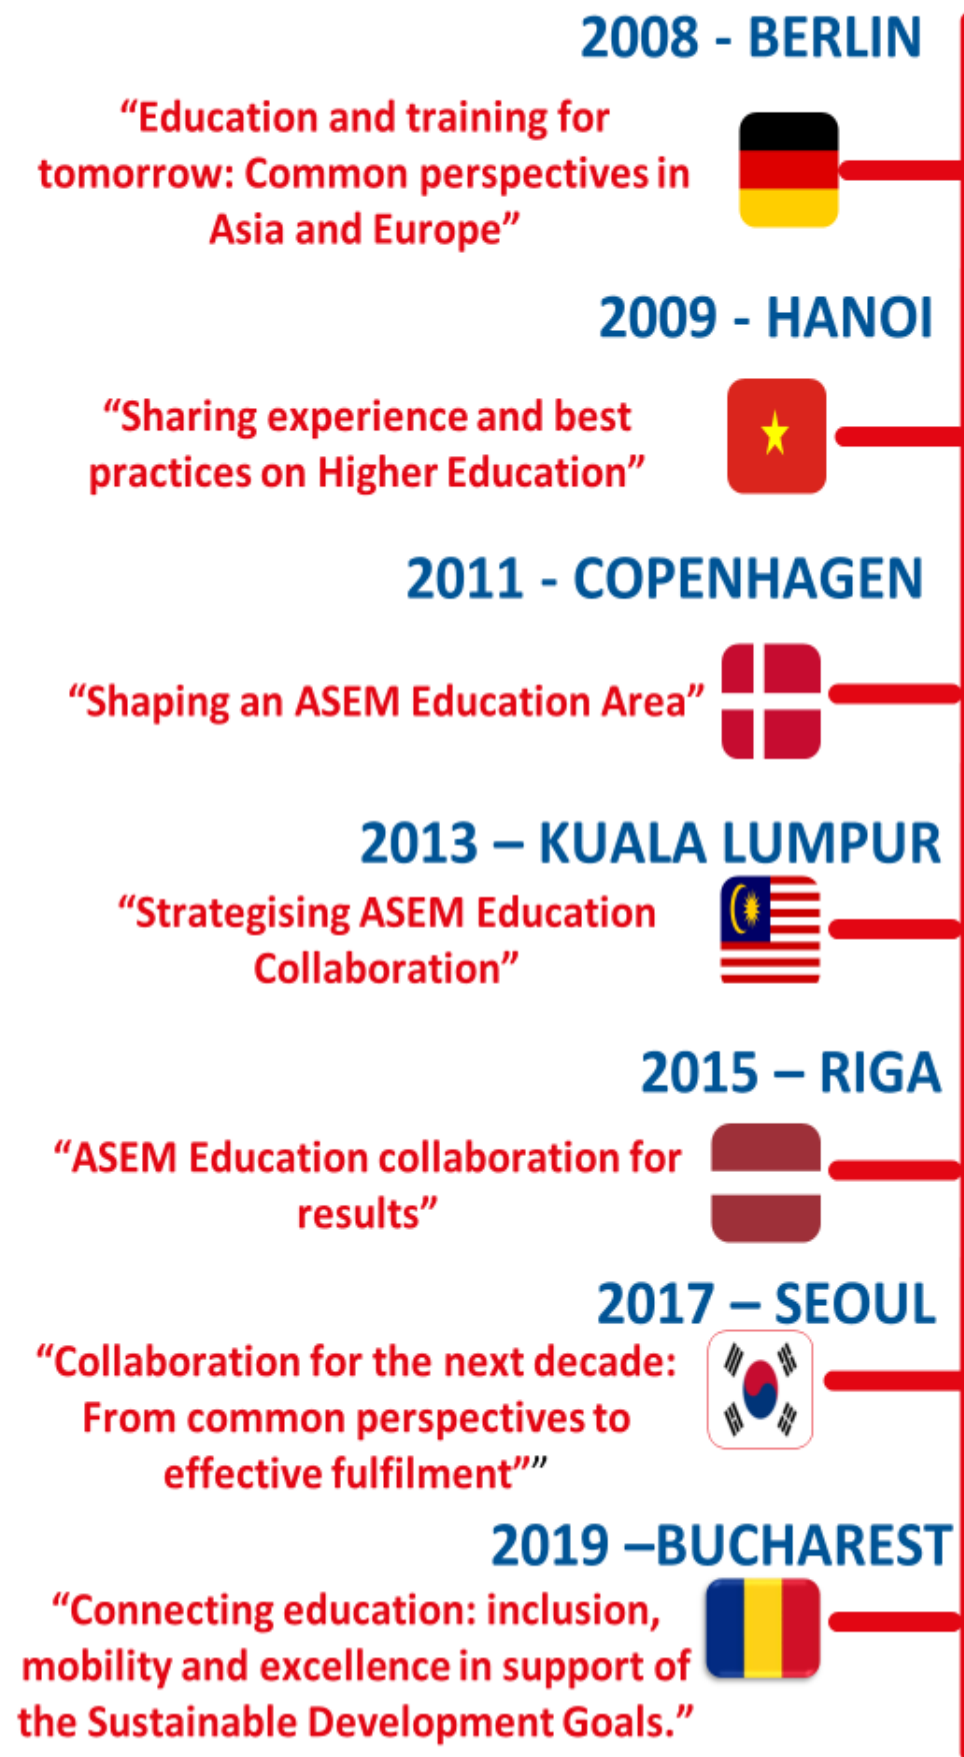 2008 - BERLIN
“Education and training for
tomorrow: Common perspectives in
Asia and Europe”
2009 - HANOI
“Sharing experience and best
practices on Higher Education”
2011 - COPENHAGEN
“Shaping an ASEM Education Area”
2013 – KUALA LUMPUR
“Strategising ASEM Education
Collaboration”
2015 – RIGA
“ASEM Education collaboration for
results”
2017 – SEOUL
“Collaboration for the next decade:
From common perspectives to
effective fulfilment””
2019 –BUCHAREST
“Connecting education: inclusion,
mobility and excellence in support of
the Sustainable Development Goals.”